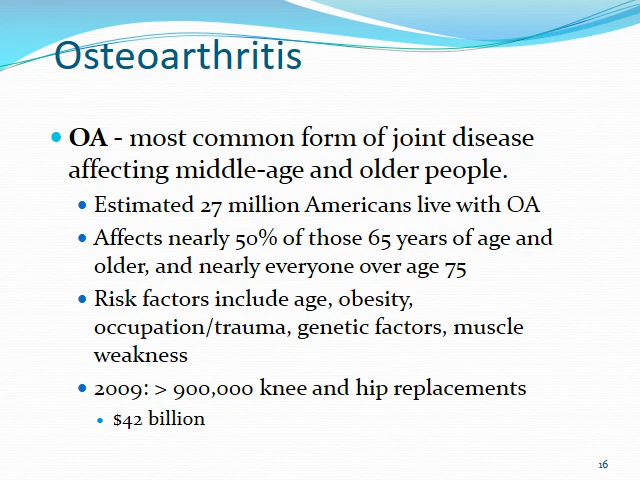 Osteoarthritis
• OA - most common form of joint disease
affecting middle-age and older people.
• Estimated 27 million Americans live with OA
• Affects nearly 50% of those 65 years of age and
older, and nearly everyone over age 75
• Risk factors include age, obesity,
occupation/trauma, genetic factors, muscle
weakness
• 2009: > 900,000 knee and hip replacements
• $42 billion
16